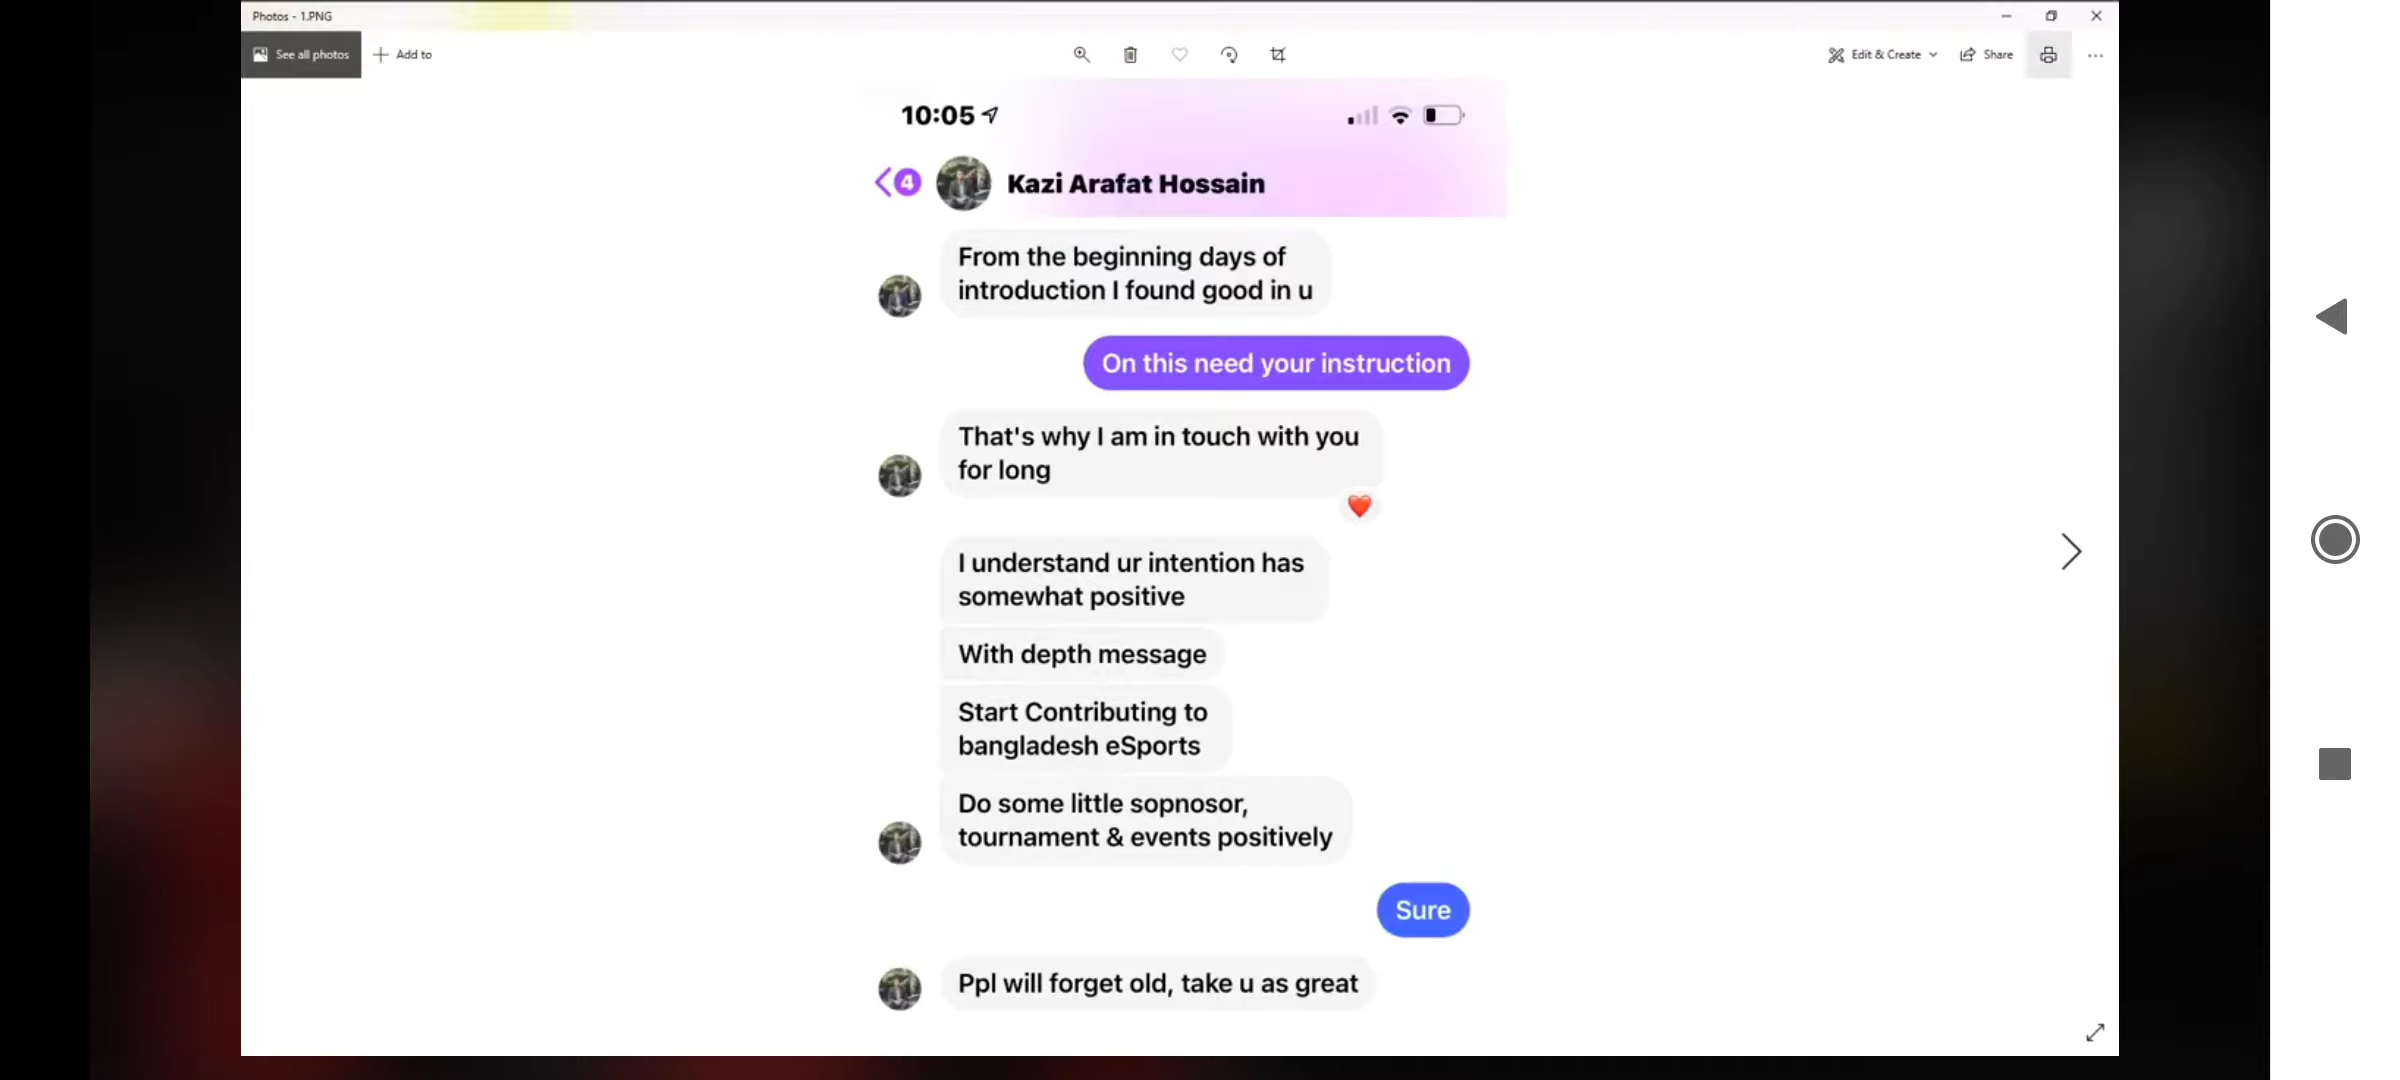 Photos - 1.PNG
See all photos
Add to
Edit & Create
Share
10:05
4
Kazi Arafat Hossain
From the beginning days of
introduction I found good in u
On this need your instruction
That's why I am in touch with you
for long
I understand ur intention has
somewhat positive
With depth message
Start Contributing to
bangladesh eSports
Do some little sopnosor,
tournament & events positively
Sure
Ppl will forget old, take u as great